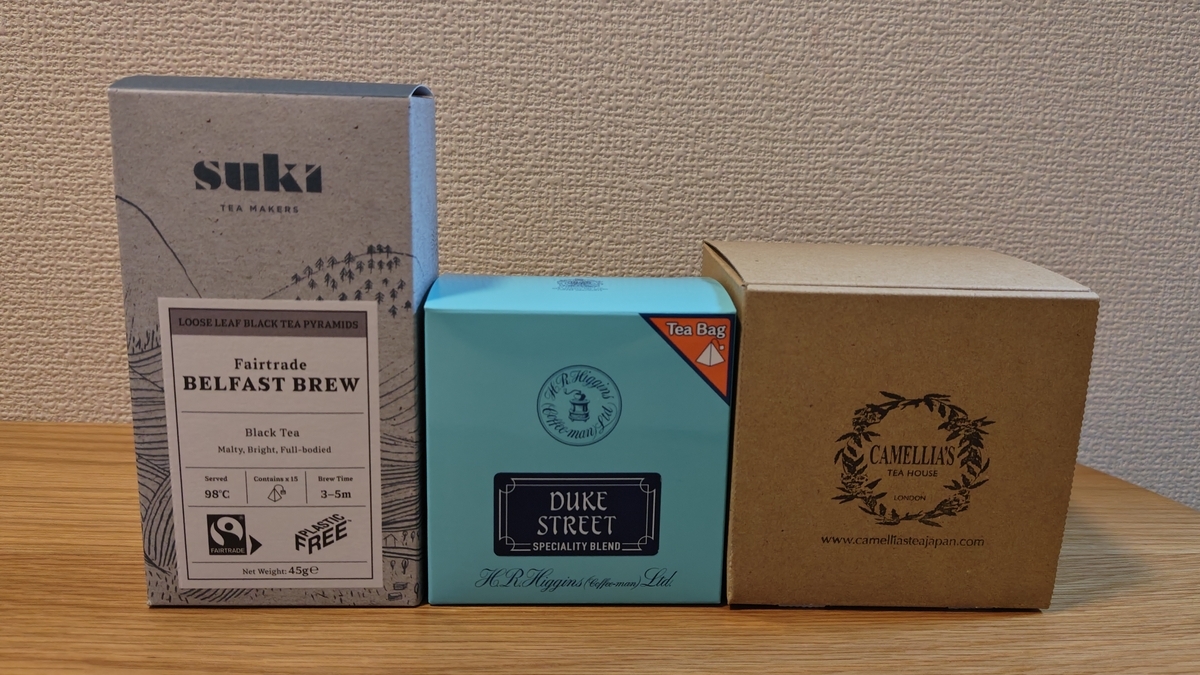 suki
TEA MAKERS
LOOSE LEAF BLACK TEA PYRAMIDS
Fairtrade
BELFAST BREW
Black Tea
Malty, Bright, Full-bodied
Served
98°C
Contains x 15
Brew Time
3–5m
FAIRTRADE
PLASTIC
FREE
Net Weight: 45g℮
Tea Bag
H.R.Higgins
(Coffee-man) Ltd
DUKE
STREET
SPECIALITY BLEND
H.R.Higgins (Coffee-man) Ltd.
CAMELLIA'S
TEA HOUSE
LONDON
www.camelliasteajapan.com